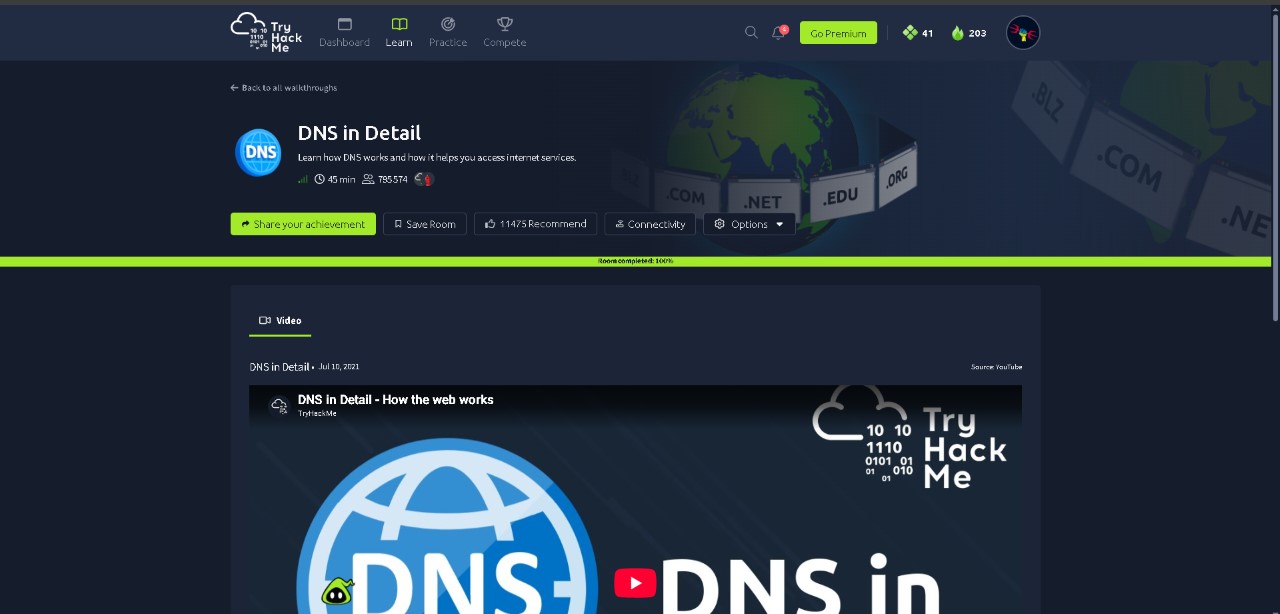 Try Hack Me
Dashboard
Learn
Practice
Compete
Go Premium
41
203
Back to all walkthroughs
DNS
DNS in Detail
Learn how DNS works and how it helps you access internet services.
45 min
785574
.COM
.NET
.EDU
.ORG
.BLZ
.COM
.NE
Share your achievement
Save Room
11475 Recommend
Connectivity
Options
Room completed: 100%
Video
DNS in Detail • Jul 10, 2021
Source: YouTube
DNS in Detail - How the web works
TryHackMe
10 10
1110
0101 01
01 010
01
Try
Hack
Me
DNS
DNS in